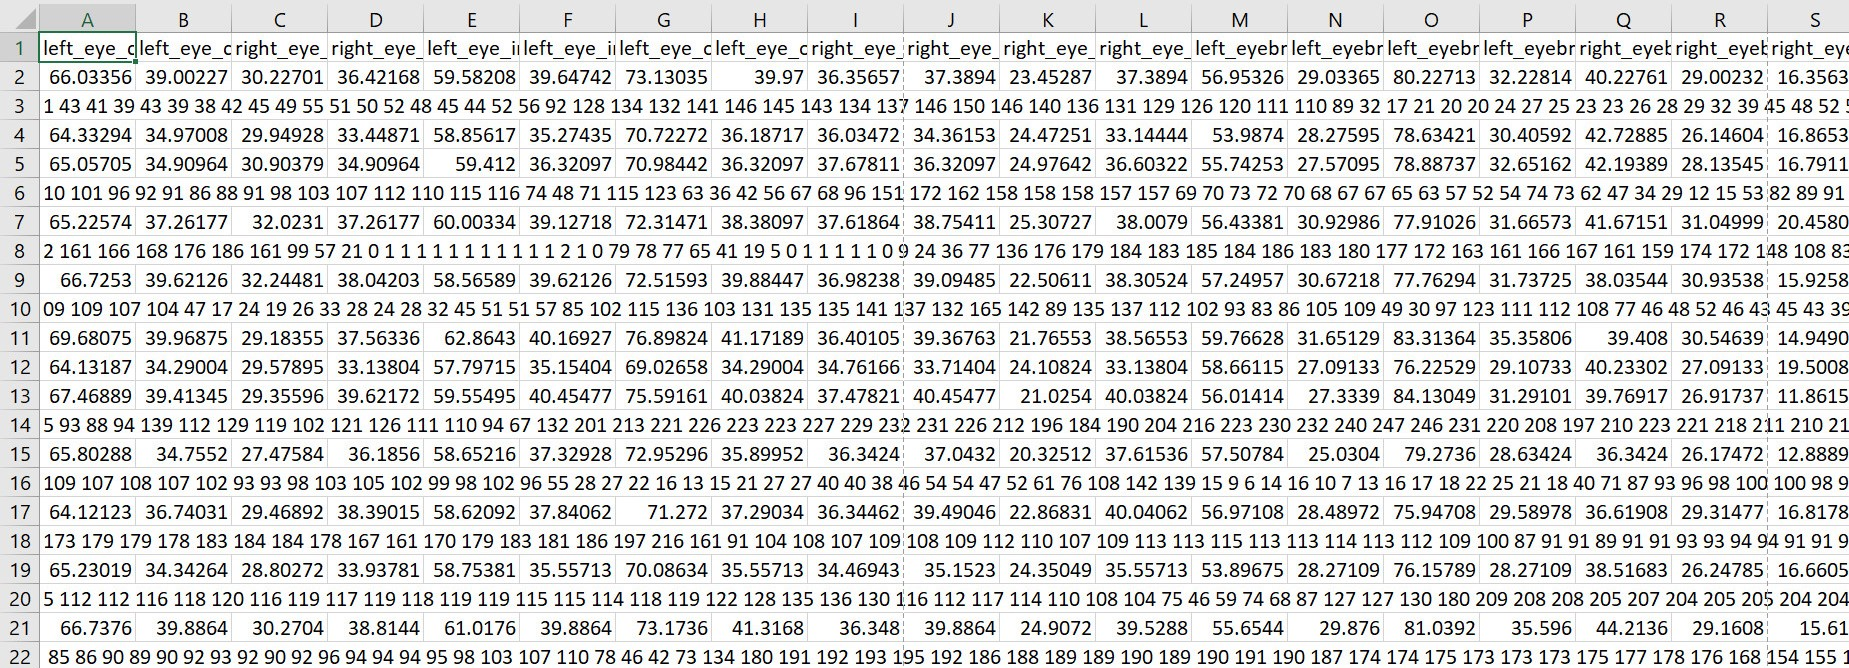 A B C D E F G H I J K L M N O P Q R S
1 left_eye_c left_eye_c right_eye_ right_eye_ left_eye_i left_eye_i left_eye_c left_eye_c right_eye_ right_eye_ right_eye_ right_eye_ left_eyebr left_eyebr left_eyebr left_eyebr right_eyeb right_eyeb right_eye
2 66.03356 39.00227 30.22701 36.42168 59.58208 39.64742 73.13035 39.97 36.35657 37.3894 23.45287 37.3894 56.95326 29.03365 80.22713 32.22814 40.22761 29.00232 16.3563
3 1 43 41 39 43 39 38 42 45 49 55 51 50 52 48 45 44 52 56 92 128 134 132 141 146 145 143 134 137 146 150 146 140 136 131 129 126 120 111 110 89 32 17 21 20 20 24 27 25 23 23 26 28 29 32 39 45 48 52
4 64.33294 34.97008 29.94928 33.44871 58.85617 35.27435 70.72272 36.18717 36.03472 34.36153 24.47251 33.14444 53.9874 28.27595 78.63421 30.40592 42.72885 26.14604 16.8653
5 65.05705 34.90964 30.90379 34.90964 59.412 36.32097 70.98442 36.32097 37.67811 36.32097 24.97642 36.60322 55.74253 27.57095 78.88737 32.65162 42.19389 28.13545 16.7911
6 10 101 96 92 91 86 88 91 98 103 107 112 110 115 116 74 48 71 115 123 63 36 42 56 67 68 96 151 172 162 158 158 158 157 157 69 70 73 72 70 68 67 67 65 63 57 52 54 74 73 62 47 34 29 12 15 53 82 89 91
7 65.22574 37.26177 32.0231 37.26177 60.00334 39.12718 72.31471 38.38097 37.61864 38.75411 25.30727 38.0079 56.43381 30.92986 77.91026 31.66573 41.67151 31.04999 20.4580
8 2 161 166 168 176 186 161 99 57 21 0 1 1 1 1 1 1 1 1 1 1 2 1 0 79 78 77 65 41 19 5 0 1 1 1 1 1 0 9 24 36 77 136 176 179 184 183 185 184 186 183 180 177 172 163 161 166 167 161 159 174 172 148 108 83
9 66.7253 39.62126 32.24481 38.04203 58.56589 39.62126 72.51593 39.88447 36.98238 39.09485 22.50611 38.30524 57.24957 30.67218 77.76294 31.73725 38.03544 30.93538 15.9258
10 09 109 107 104 47 17 24 19 26 33 28 24 28 32 45 51 51 57 85 102 115 136 103 131 135 135 141 137 132 165 142 89 135 137 112 102 93 83 86 105 109 49 30 97 123 111 112 108 77 46 48 52 46 43 45 43 39
11 69.68075 39.96875 29.18355 37.56336 62.8643 40.16927 76.89824 41.17189 36.40105 39.36763 21.76553 38.56553 59.76628 31.65129 83.31364 35.35806 39.408 30.54639 14.9490
12 64.13187 34.29004 29.57895 33.13804 57.79715 35.15404 69.02658 34.29004 34.76166 33.71404 24.10824 33.13804 58.66115 27.09133 76.22529 29.10733 40.23302 27.09133 19.5008
13 67.46889 39.41345 29.35596 39.62172 59.55495 40.45477 75.59161 40.03824 37.47821 40.45477 21.0254 40.03824 56.01414 27.3339 84.13049 31.29101 39.76917 26.91737 11.8615
14 5 93 88 94 139 112 129 119 102 121 126 111 110 94 67 132 201 213 221 226 223 223 227 229 232 231 226 212 196 184 190 204 216 223 230 232 240 247 246 231 220 208 197 210 223 221 218 211 210 21
15 65.80288 34.7552 27.47584 36.1856 58.65216 37.32928 72.95296 35.89952 36.3424 37.0432 20.32512 37.61536 57.50784 25.0304 79.2736 28.63424 36.3424 26.17472 12.8889
16 109 107 108 107 102 93 93 98 103 105 102 99 98 102 96 55 28 27 22 16 13 15 21 27 27 40 40 38 46 54 54 47 52 61 76 108 142 139 15 9 6 14 16 10 7 13 16 17 18 22 25 21 18 40 71 87 93 96 98 100 100 98 9
17 64.12123 36.74031 29.46892 38.39015 58.62092 37.84062 71.272 37.29034 36.34462 39.49046 22.86831 40.04062 56.97108 28.48972 75.94708 29.58978 36.61908 29.31477 16.8178
18 173 179 179 178 183 184 184 178 167 161 170 179 183 181 186 197 216 161 91 104 108 107 109 108 109 112 110 107 109 113 113 115 113 113 114 113 112 109 100 87 91 91 89 91 91 93 93 94 94 91 91 9
19 65.23019 34.34264 28.80272 33.93781 58.75381 35.55713 70.08634 35.55713 34.46943 35.1523 24.35049 35.55713 53.89675 28.27109 76.15789 28.27109 38.51683 26.24785 16.6605
20 5 112 112 116 118 120 116 119 117 119 118 119 119 115 115 114 118 119 122 128 135 136 130 116 112 117 114 110 108 104 75 46 59 74 68 87 127 127 130 180 209 208 208 205 207 204 205 205 204 204
21 66.7376 39.8864 30.2704 38.8144 61.0176 39.8864 73.1736 41.3168 36.348 39.8864 24.9072 39.5288 55.6544 29.876 81.0392 35.596 44.2136 29.1608 15.61
22 85 86 90 89 90 92 93 92 90 92 96 94 94 94 95 98 103 107 110 78 46 42 73 134 180 191 192 193 195 192 186 188 189 189 190 189 190 191 190 187 174 174 175 173 173 173 175 177 178 176 168 154 155 1